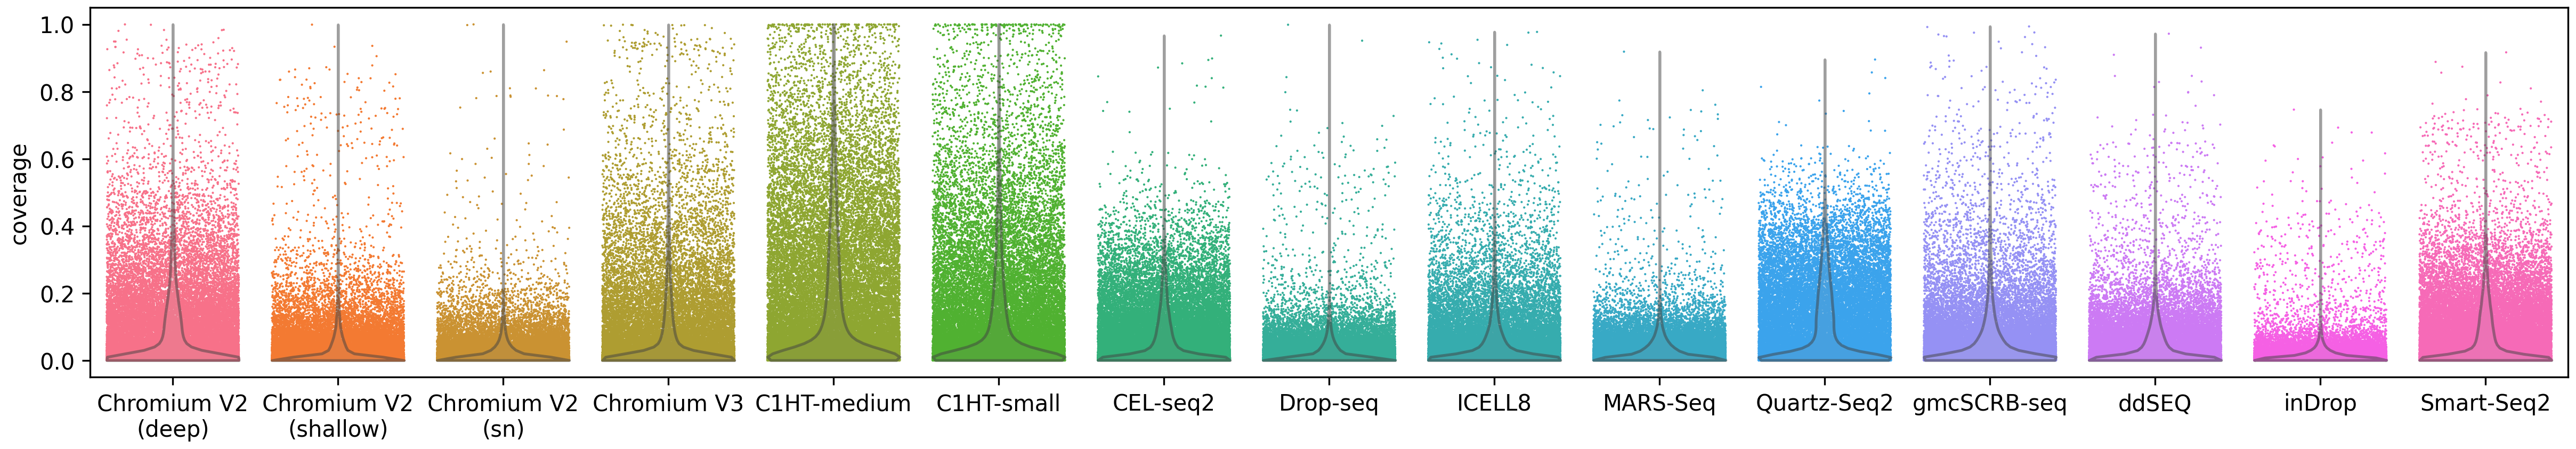 coverage
1.0
0.8
0.6
0.4
0.2
0.0
Chromium V2 (deep)
Chromium V2 (shallow)
Chromium V2 (sn)
Chromium V3
C1HT-medium
C1HT-small
CEL-seq2
Drop-seq
ICELL8
MARS-Seq
Quartz-Seq2
gmcSCRB-seq
ddSEQ
inDrop
Smart-Seq2